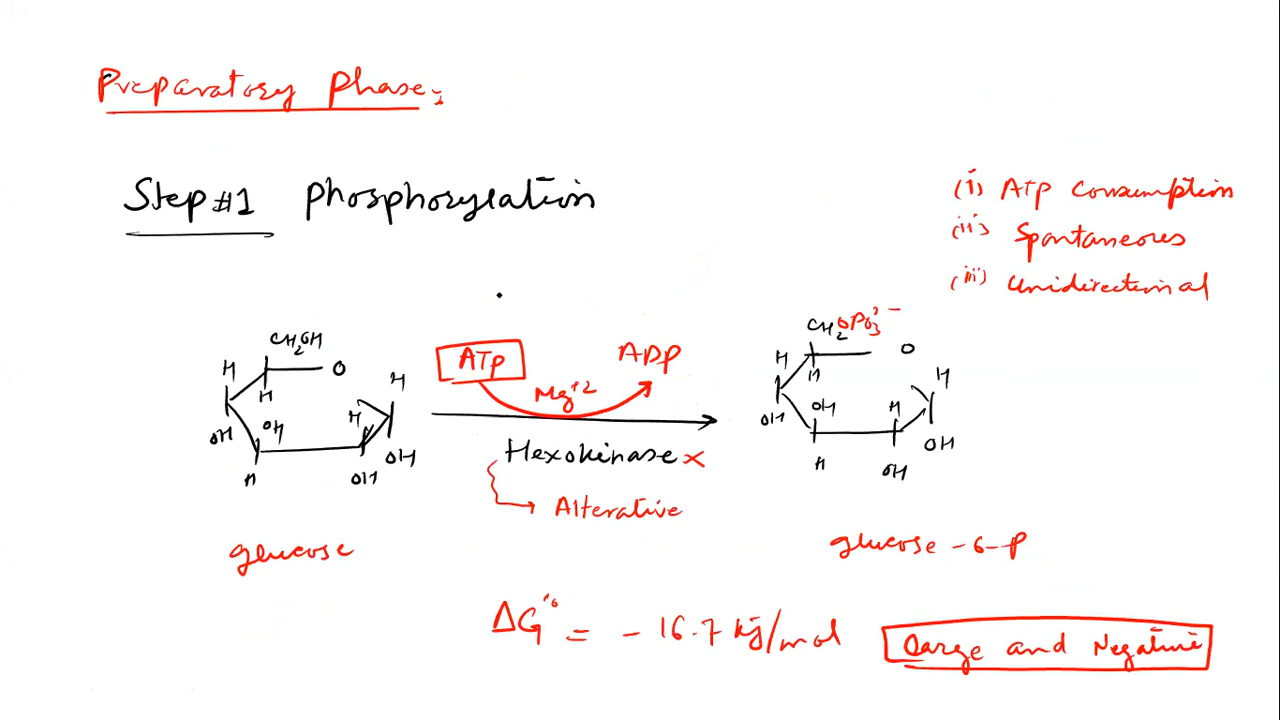 Preparatory Phase:
Step #1 Phosphorylation
(i) ATP Consumption
(ii) Spontaneous
(iii) Unidirectional
CH2OH
H O H
H
OH OH H OH
H OH
glucose
ATP ADP
Mg+2
Hexokinase x
Alterative
CH2OPO3 2-
H O H
H
OH OH H OH
H OH
glucose-6-P
ΔG'° = -16.7 kJ/mol
Large and Negative